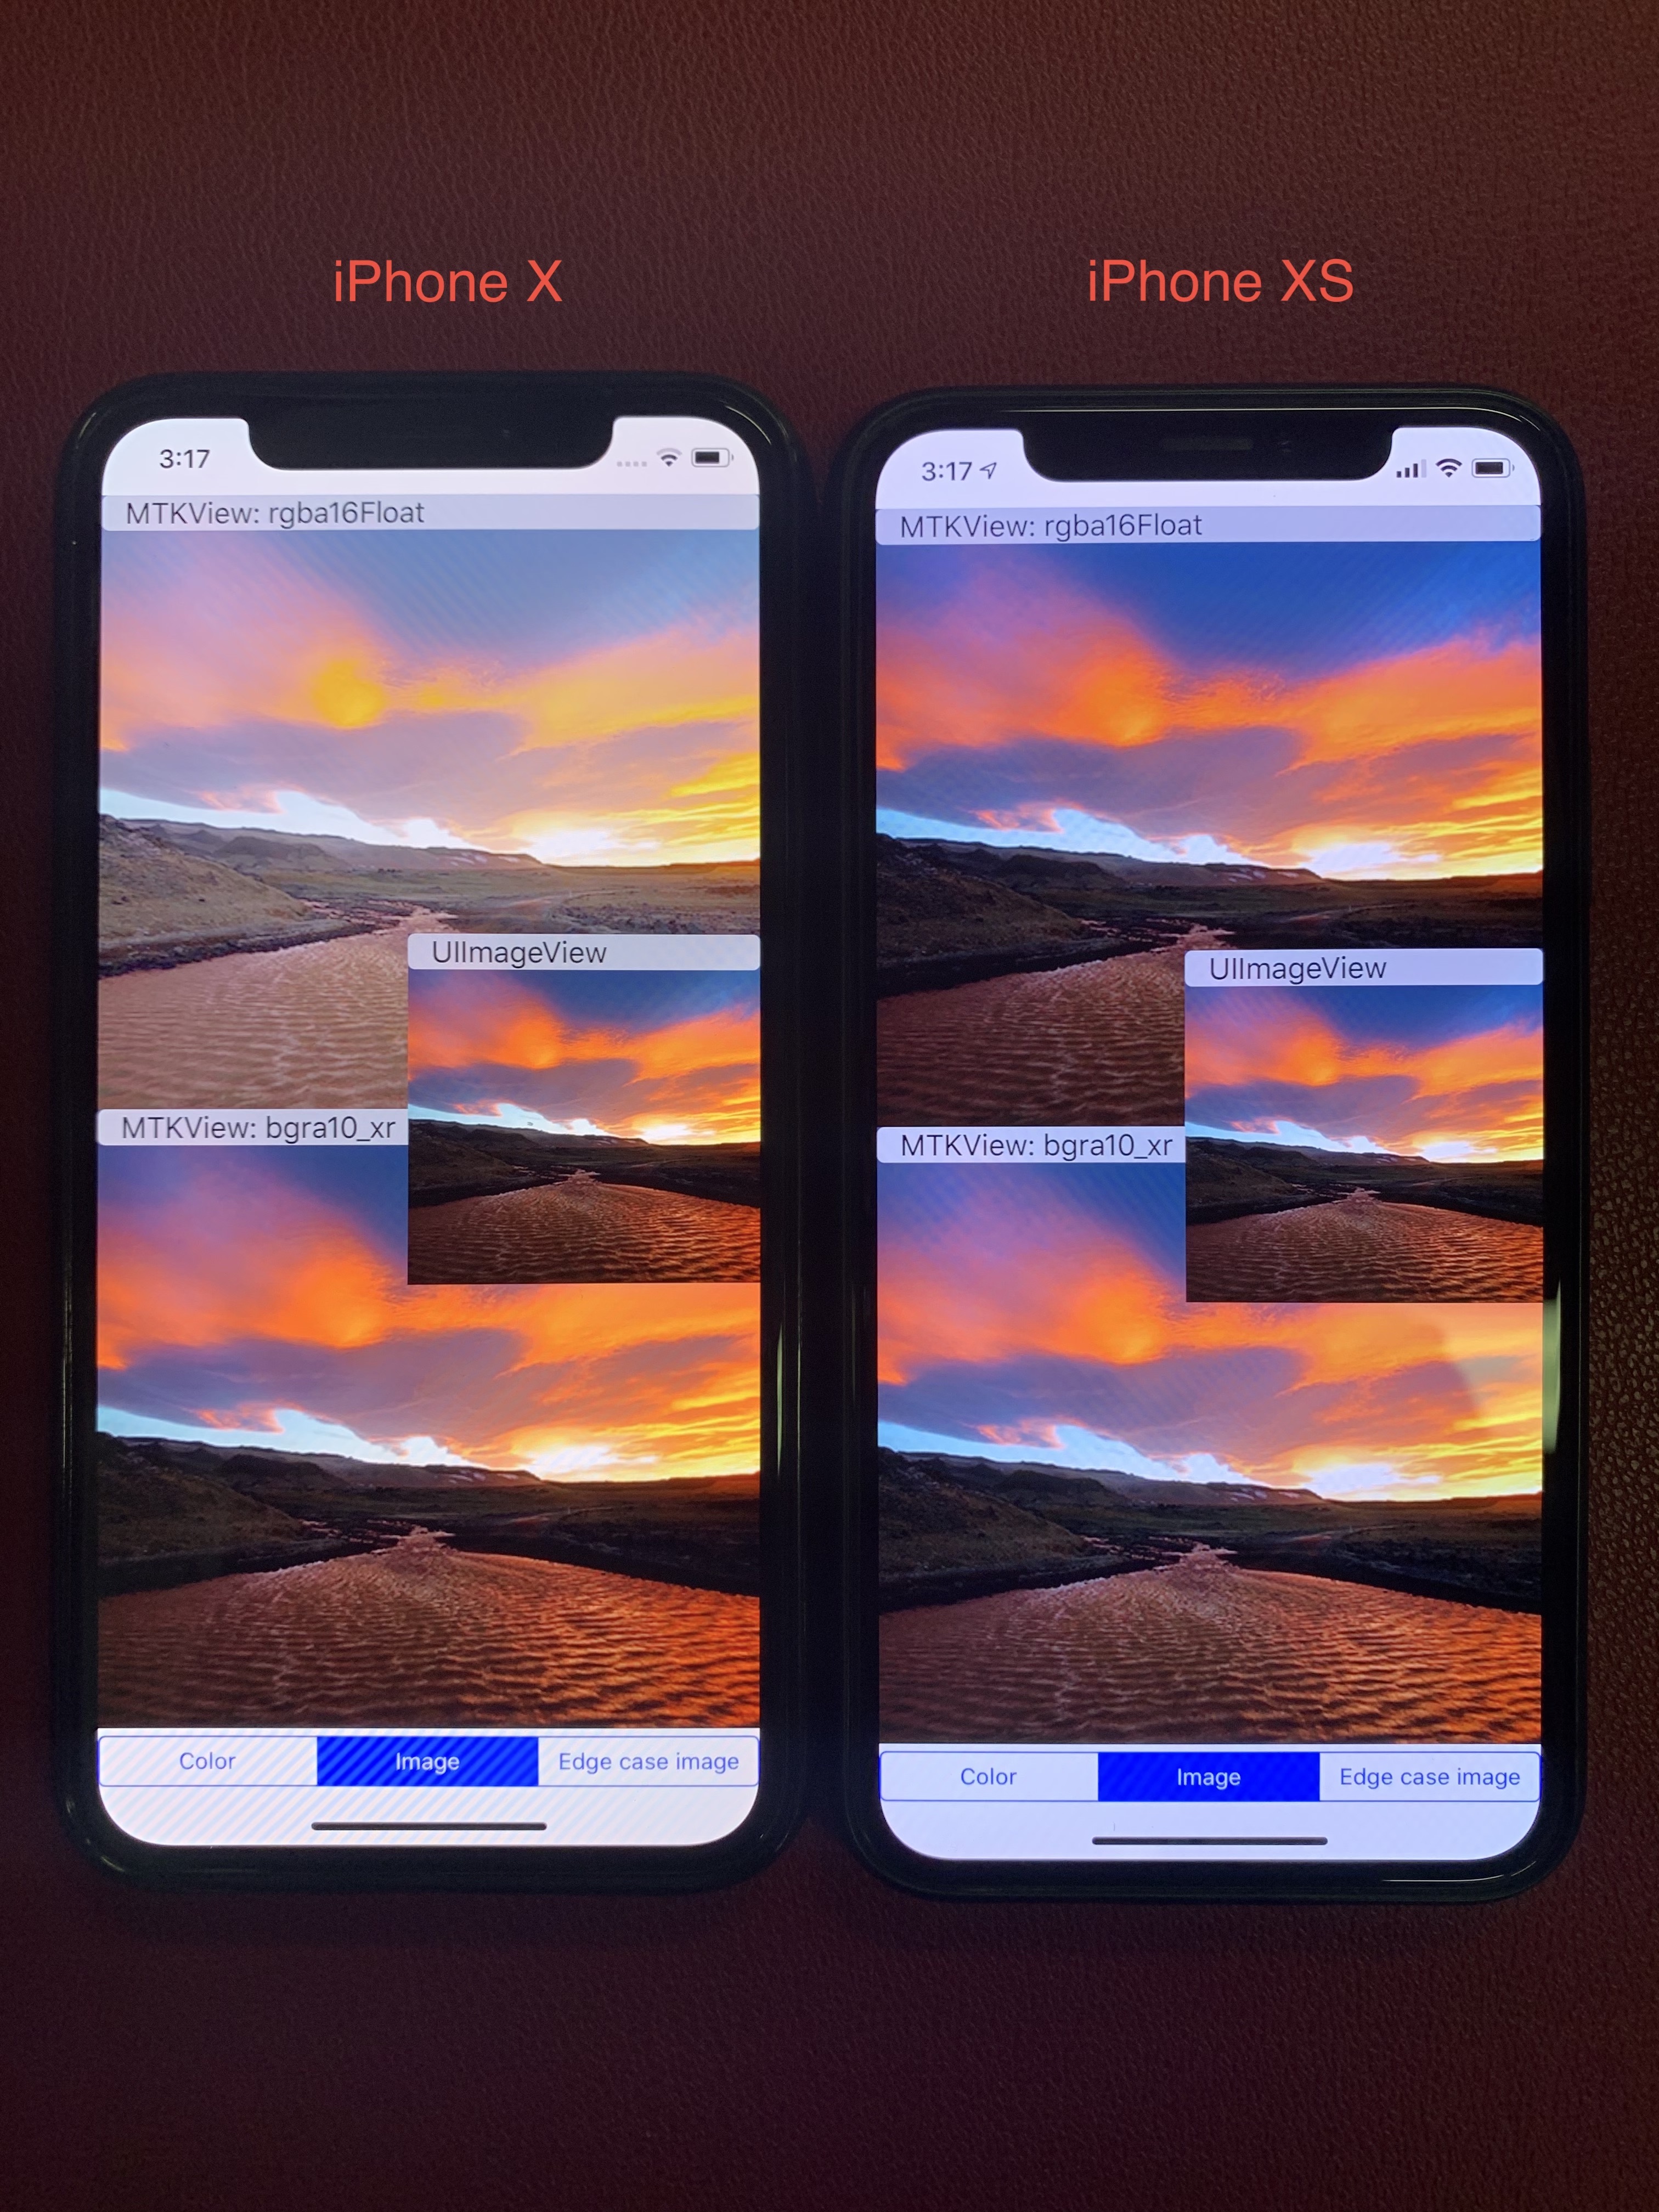 iPhone X
iPhone XS
3:17
MTKView: rgba16Float
UIImageView
MTKView: bgra10_xr
Color
Image
Edge case image
3:17
MTKView: rgba16Float
UIImageView
MTKView: bgra10_xr
Color
Image
Edge case image